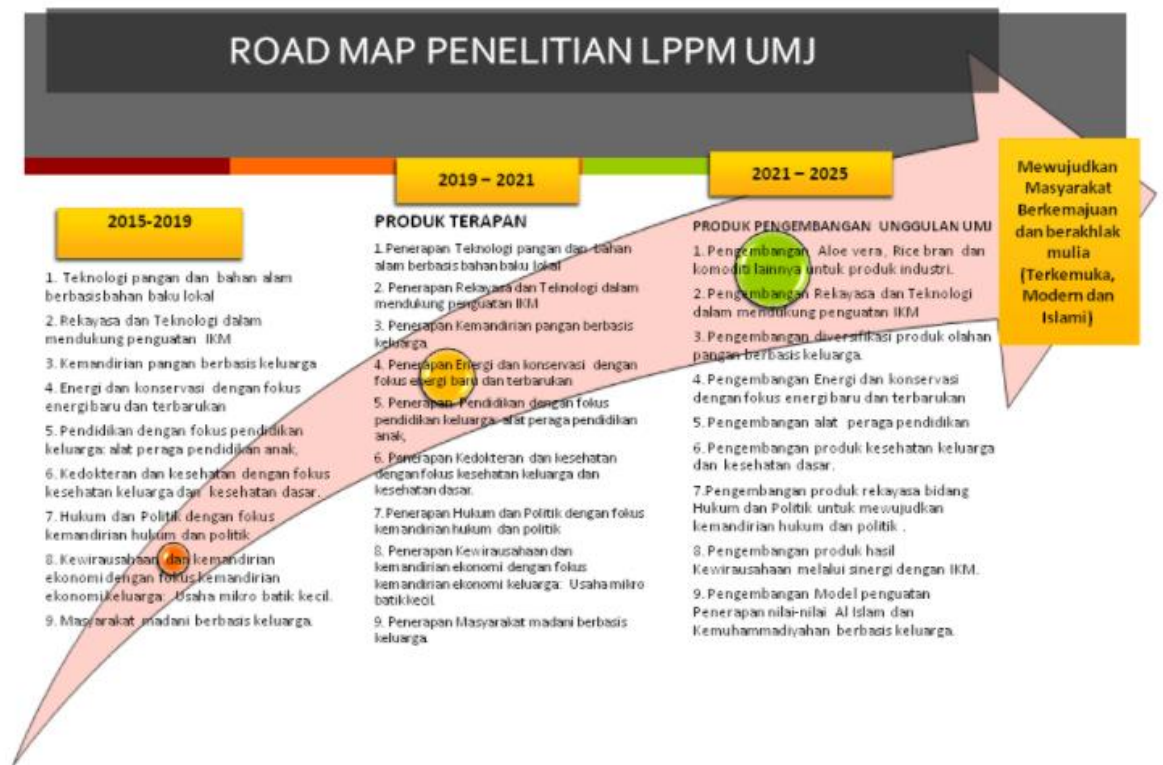 ROAD MAP PENELITIAN LPPM UMJ
2015-2019
1. Teknologi pangan dan bahan alam
berbasis bahan baku lokal
2. Rekayasa dan Teknologi dalam
mendukung penguatan IKM
3. Kemandirian pangan berbasis keluarga
4. Energi dan konservasi dengan fokus
energi baru dan terbarukan
5. Pendidikan dengan fokus pendidikan
keluarga: alat peraga pendidikan anak,
6. Kedokteran dan kesehatan dengan fokus
kesehatan keluarga dan kesehatan dasar.
7. Hukum dan Politik dengan fokus
kemandirian hukum dan politik
8. Kewirausahaan dan kemandirian
ekonomi dengan fokus kemandirian
ekonomi keluarga: Usaha mikro batik kecil.
9. Masyarakat madani berbasis keluarga.
2019 – 2021
PRODUK TERAPAN
1. Penerapan Teknologi pangan dan bahan
alam berbasis bahan baku lokal
2. Penerapan Rekayasa dan Teknologi dalam
mendukung penguatan IKM
3. Penerapan Kemandirian pangan berbasis
keluarga.
4. Penerapan Energi dan konservasi dengan
fokus energi baru dan terbarukan
5. Penerapan Pendidikan dengan fokus
pendidikan keluarga: alat peraga pendidikan
anak,
6. Penerapan Kedokteran dan kesehatan
dengan fokus kesehatan keluarga dan
kesehatan dasar.
7. Penerapan Hukum dan Politik dengan fokus
kemandirian hukum dan politik
8. Penerapan Kewirausahaan dan
kemandirian ekonomi dengan fokus
kemandirian ekonomi keluarga: Usaha mikro
batik kecil.
9. Penerapan Masyarakat madani berbasis
keluarga.
2021 – 2025
PRODUK PENGEMBANGAN UNGGULAN UMJ
1. Pengembangan Aloe vera, Rice bran dan
komoditi lainnya untuk produk industri.
2. Pengembangan Rekayasa dan Teknologi
dalam mendukung penguatan IKM
3. Pengembangan diversifikasi produk olahan
pangan berbasis keluarga.
4. Pengembangan Energi dan konservasi
dengan fokus energi baru dan terbarukan
5. Pengembangan alat peraga pendidikan
6. Pengembangan produk kesehatan keluarga
dan kesehatan dasar.
7. Pengembangan produk rekayasa bidang
Hukum dan Politik untuk mewujudkan
kemandirian hukum dan politik .
8. Pengembangan produk hasil
Kewirausahaan melalui sinergi dengan IKM.
9. Pengembangan Model penguatan
Penerapan nilai-nilai Al Islam dan
Kemuhammadiyahan berbasis keluarga.
Mewujudkan
Masyarakat
Berkemajuan
dan berakhlak
mulia
(Terkemuka,
Modern dan
Islami)